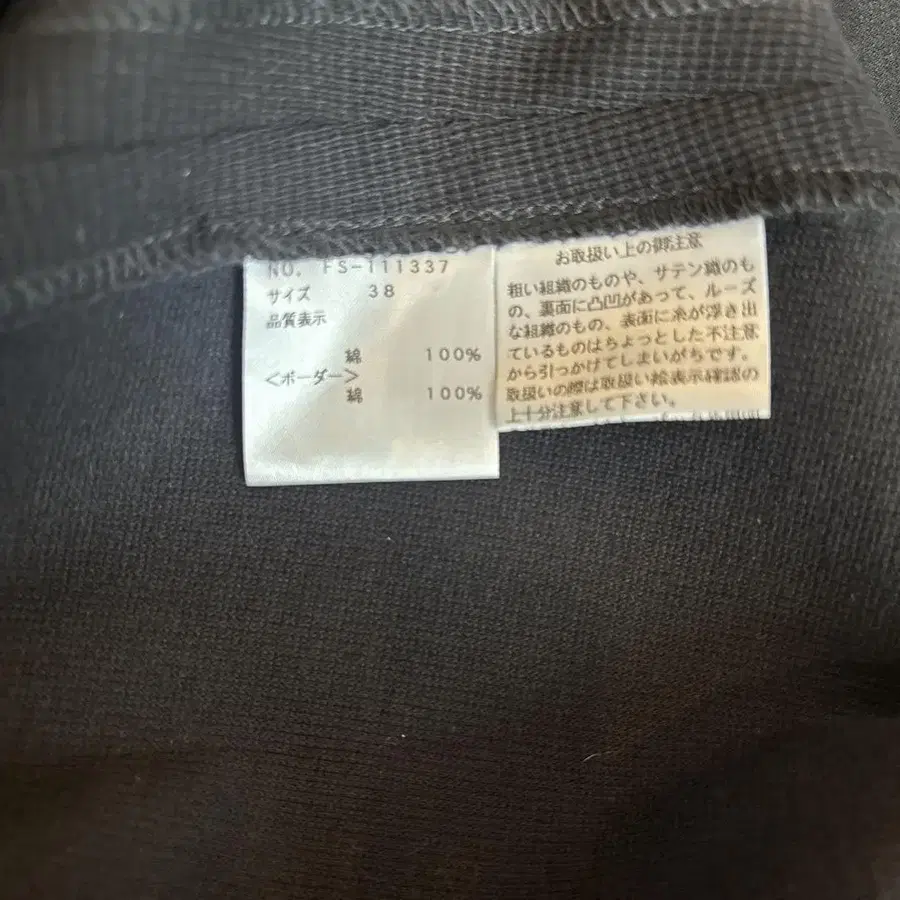 NO. FS-111337
サイズ 38
品質表示
綿 100%
<ボーダー>
綿 100%
お取扱い上の御注意
粗い組織のものや、サテン織のも
の、裏面に凸凹があって、ルーズ
な組織のもの、表面に糸が浮き出
ているものはちょっとした不注意
から引っかけてしまいがちです。
取扱いの際は取扱い絵表示確認の
上十分注意して下さい。